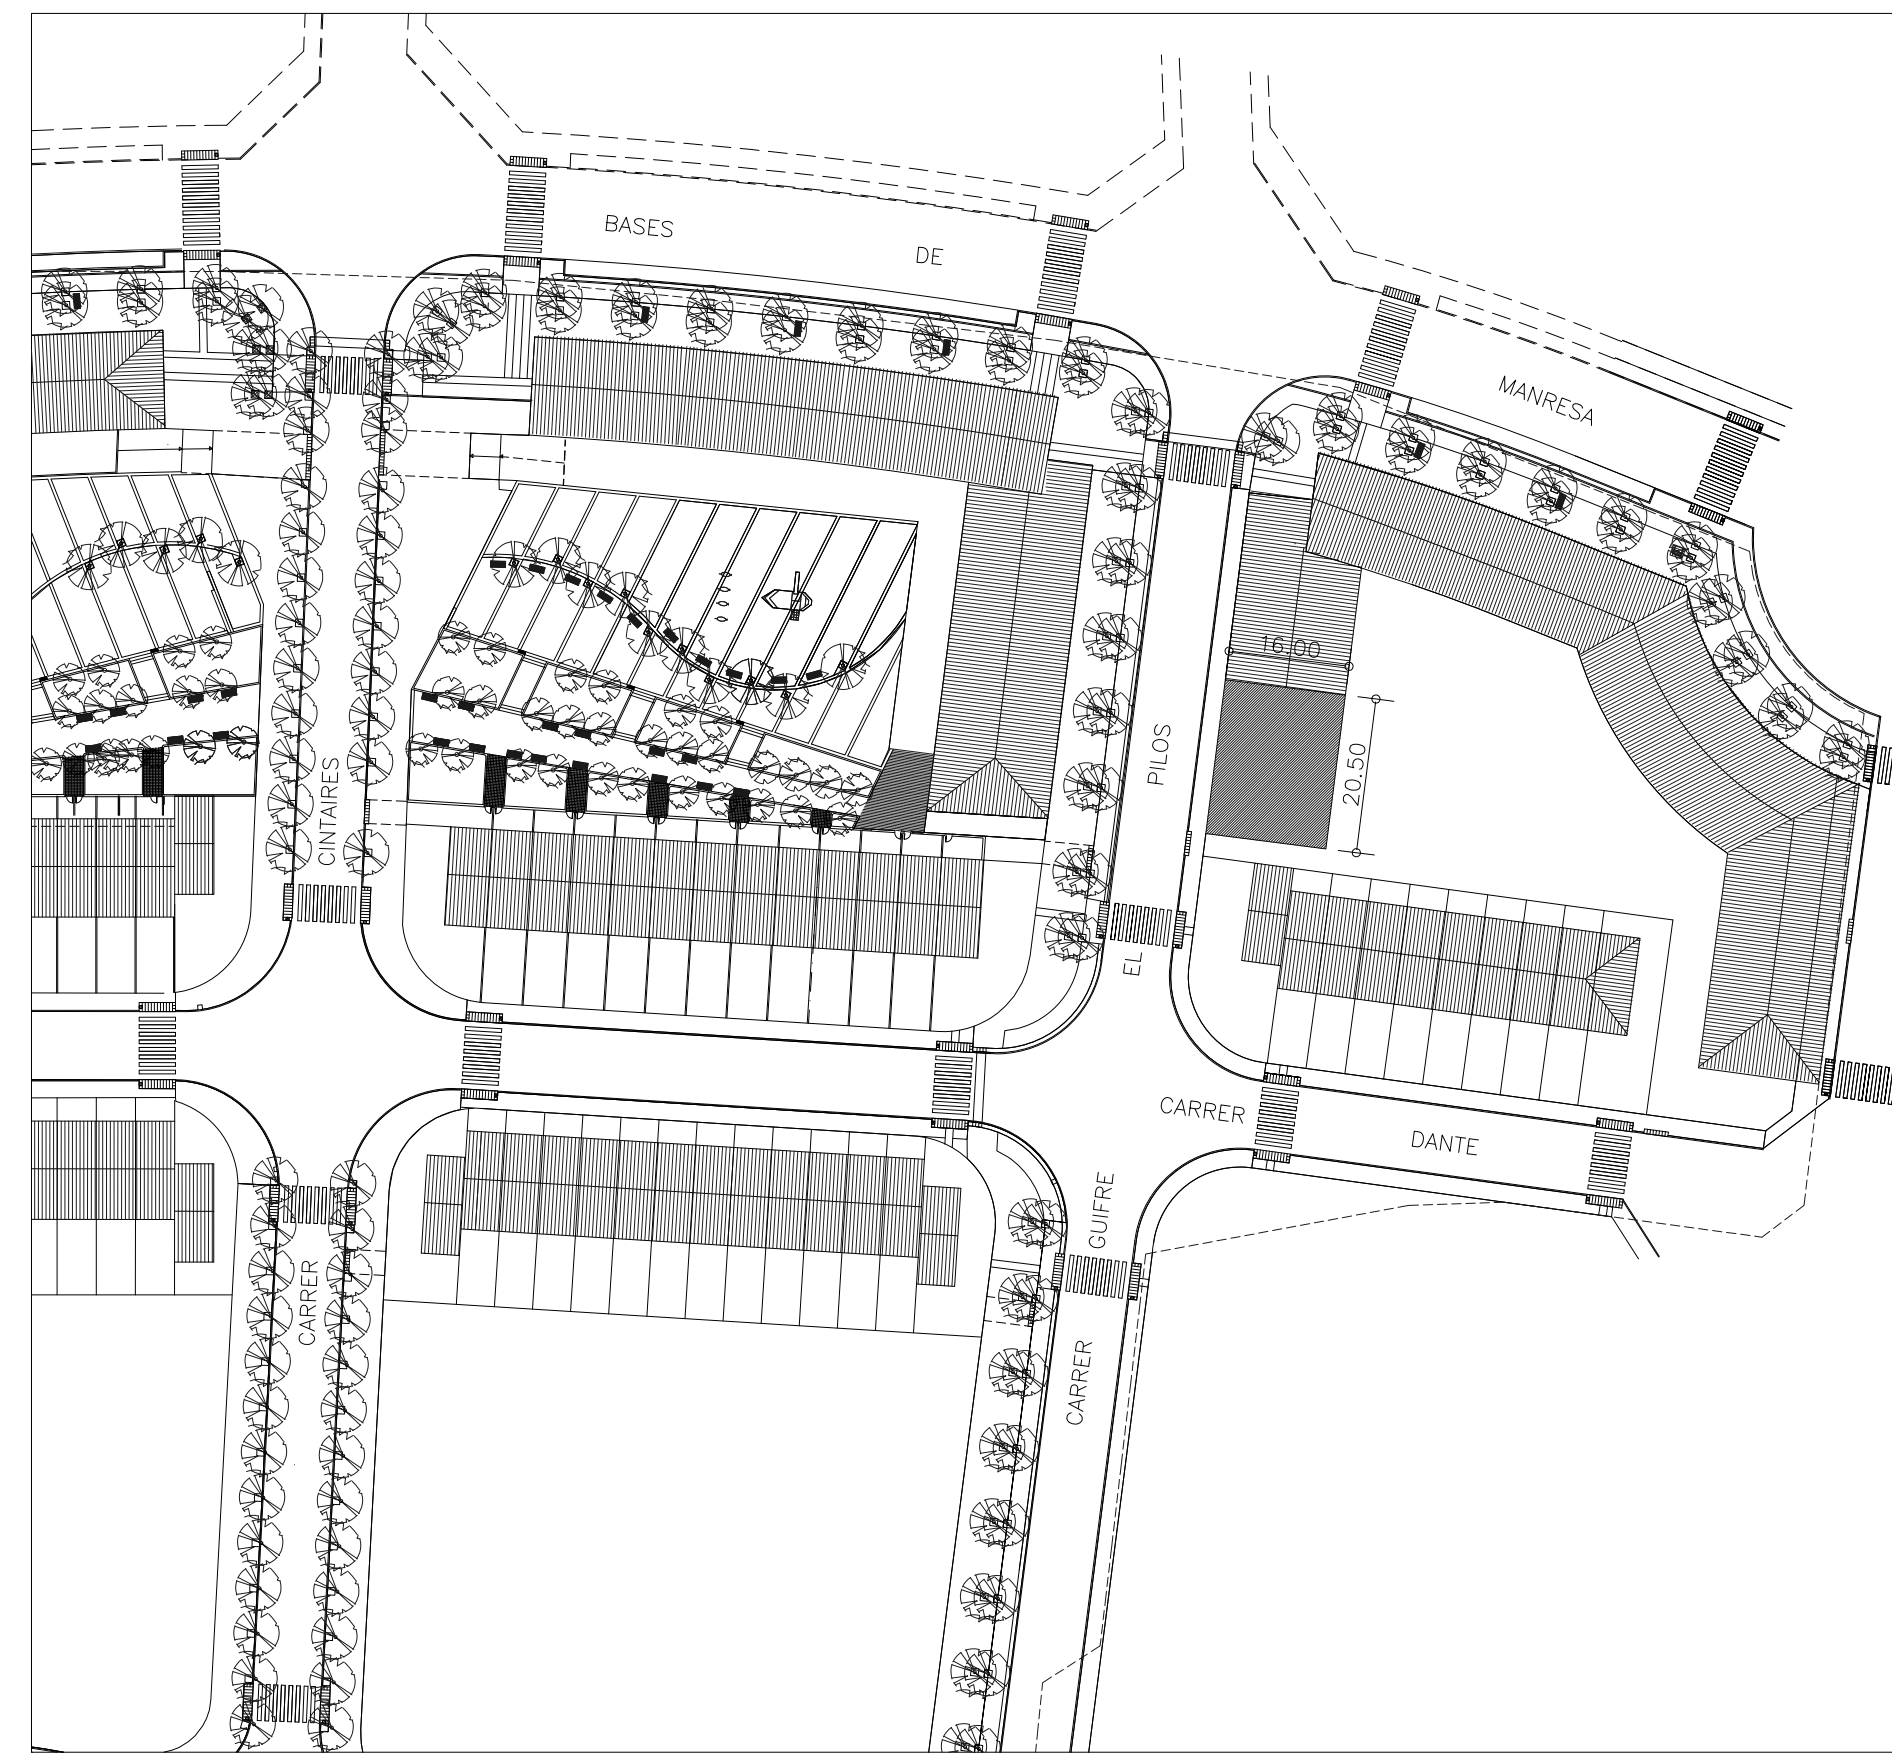 BASES DE MANRESA
16.00
20.50
CARRER CINTAIRES
CARRER GUIFRE EL PILOS
CARRER DANTE